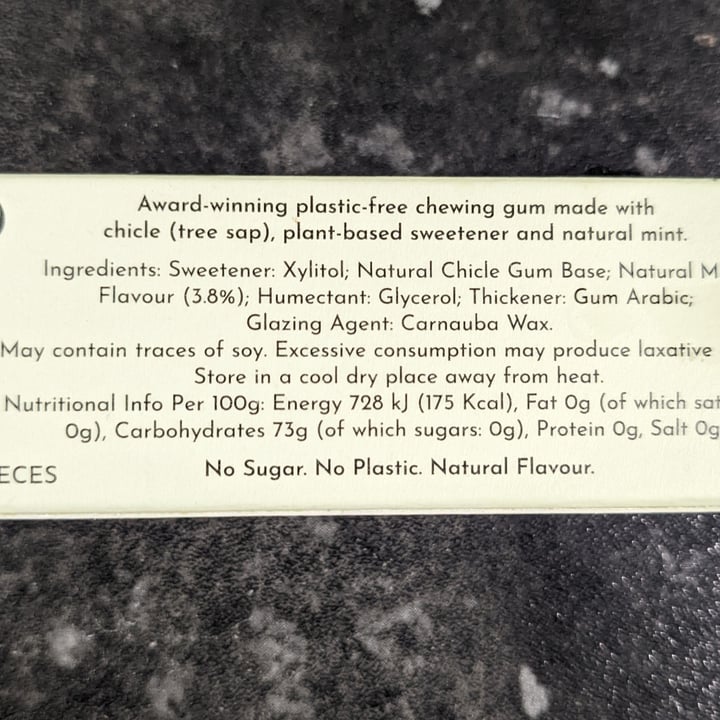 Award-winning plastic-free chewing gum made with
chicle (tree sap), plant-based sweetener and natural mint.
Ingredients: Sweetener: Xylitol; Natural Chicle Gum Base; Natural M
Flavour (3.8%); Humectant: Glycerol; Thickener: Gum Arabic;
Glazing Agent: Carnauba Wax.
May contain traces of soy. Excessive consumption may produce laxative
Store in a cool dry place away from heat.
Nutritional Info Per 100g: Energy 728 kJ (175 Kcal), Fat 0g (of which sat
0g), Carbohydrates 73g (of which sugars: 0g), Protein 0g, Salt 0g
ECES
No Sugar. No Plastic. Natural Flavour.